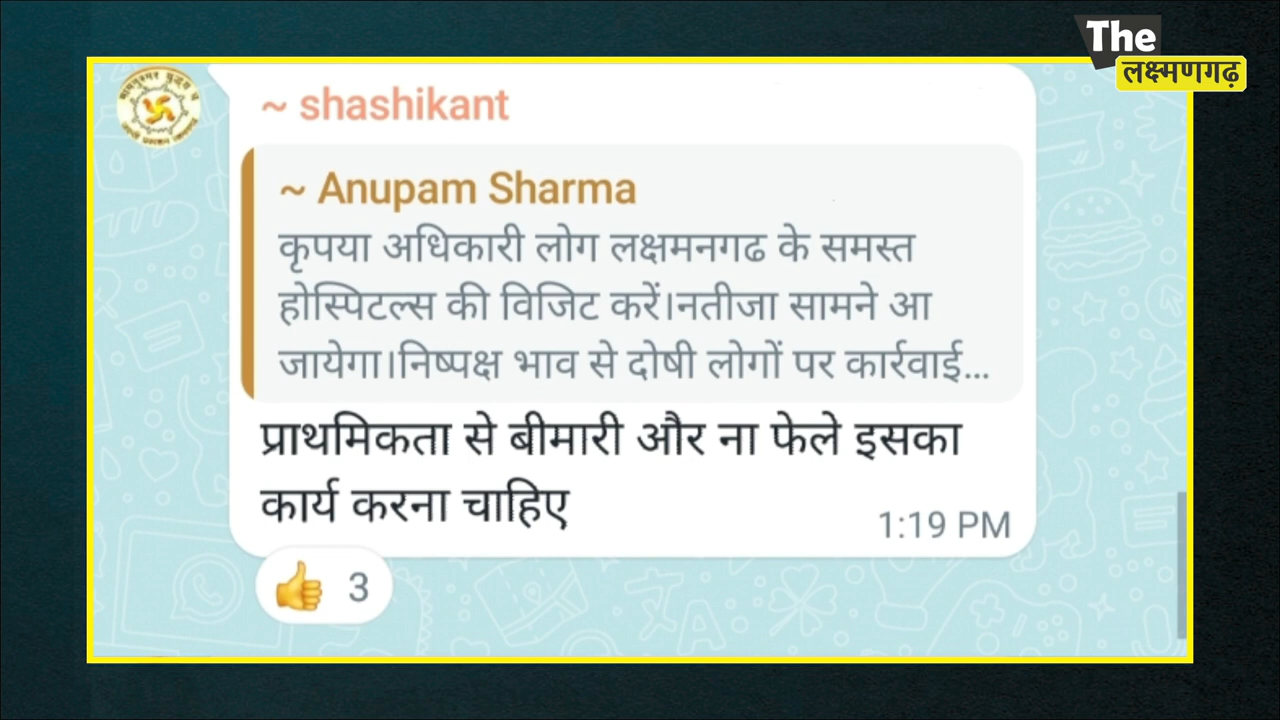 The
लक्ष्मणगढ़
~ shashikant
~ Anupam Sharma
कृपया अधिकारी लोग लक्षमनगढ के समस्त
होस्पिटल्स की विजिट करें।नतीजा सामने आ
जायेगा।निष्पक्ष भाव से दोषी लोगों पर कार्रवाई...
प्राथमिकता से बीमारी और ना फेले इसका
कार्य करना चाहिए
1:19 PM
👍 3